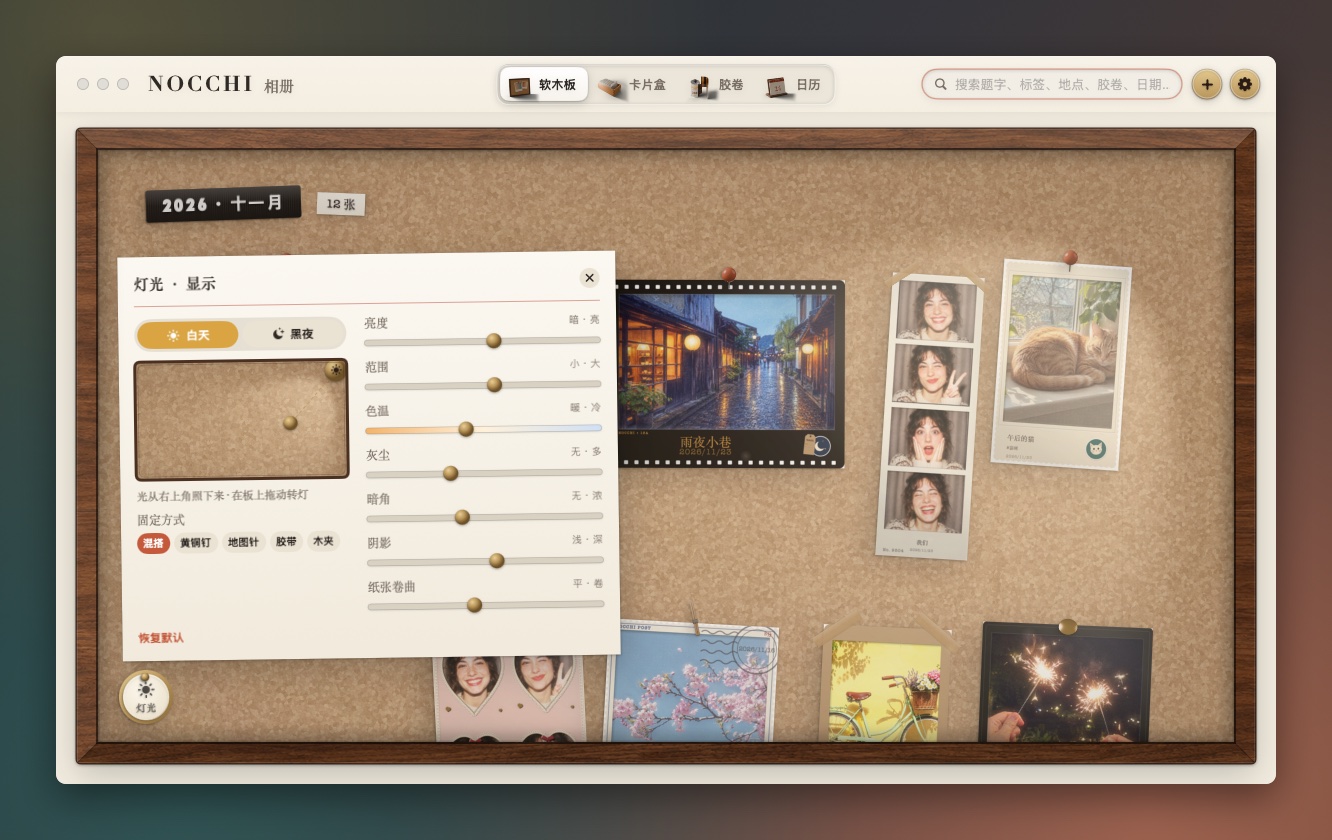 NOCCHI 相册
软木板
卡片盒
胶卷
日历
搜索题字、标签、地点、胶卷、日期..
2026 · 十一月
12 张
灯光 · 显示
白天
黑夜
光从右上角照下来·在板上拖动转灯
固定方式
混搭
黄铜钉
地图针
胶带
木夹
恢复默认
亮度
暗 · 亮
范围
小 · 大
色温
暖 · 冷
灰尘
无 · 多
暗角
无 · 浓
阴影
浅 · 深
纸张卷曲
平 · 卷
灯光
雨夜小巷
2026/11/23
我们
午后的猫